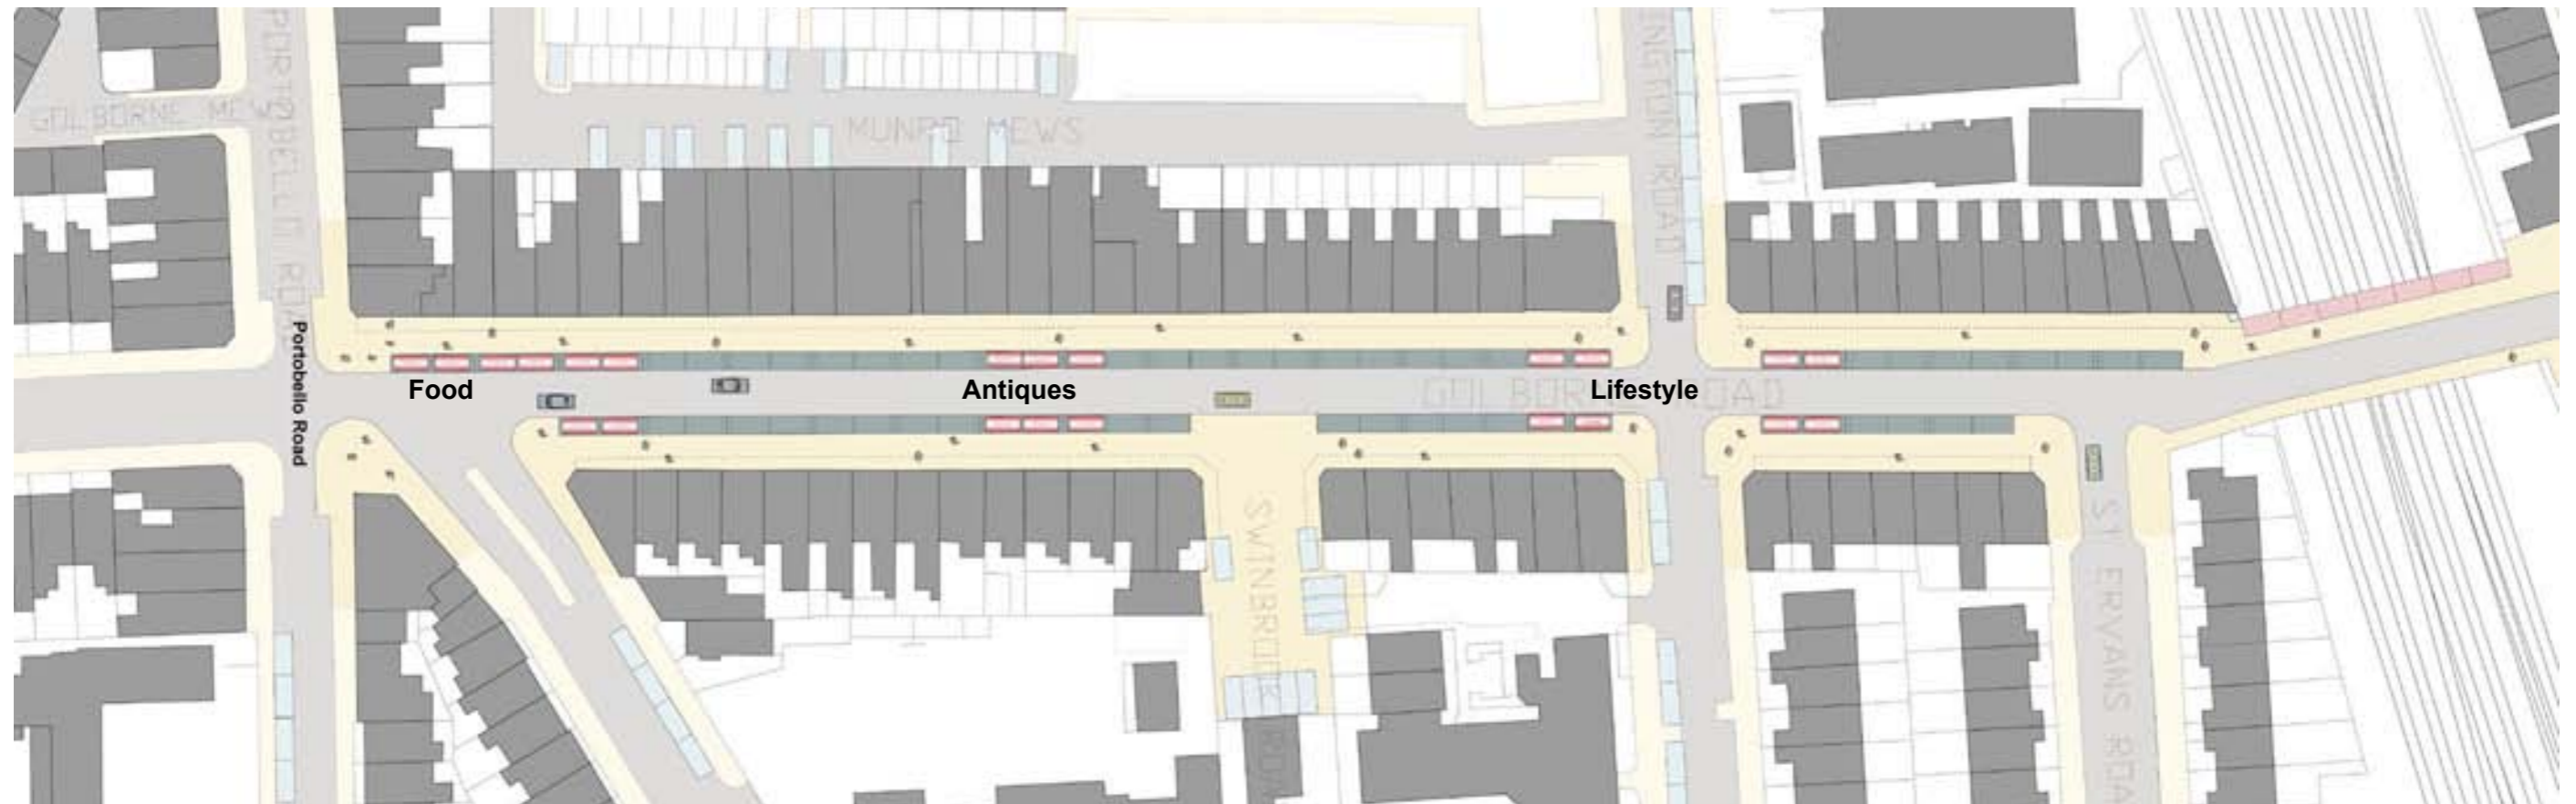 PORTOBELLO ROAD
GOLBORNE MEWS
MUNRO MEWS
Portobello Road
Food
Antiques
GOLBORNE ROAD
Lifestyle
SWINBROOK ROAD
ST ERVANS ROAD